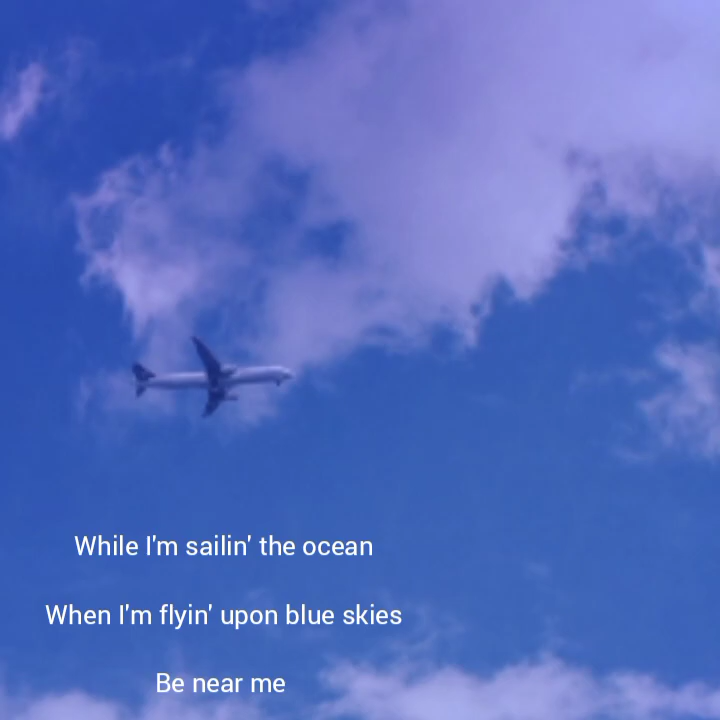 While I'm sailin' the ocean
When I'm flyin' upon blue skies
Be near me